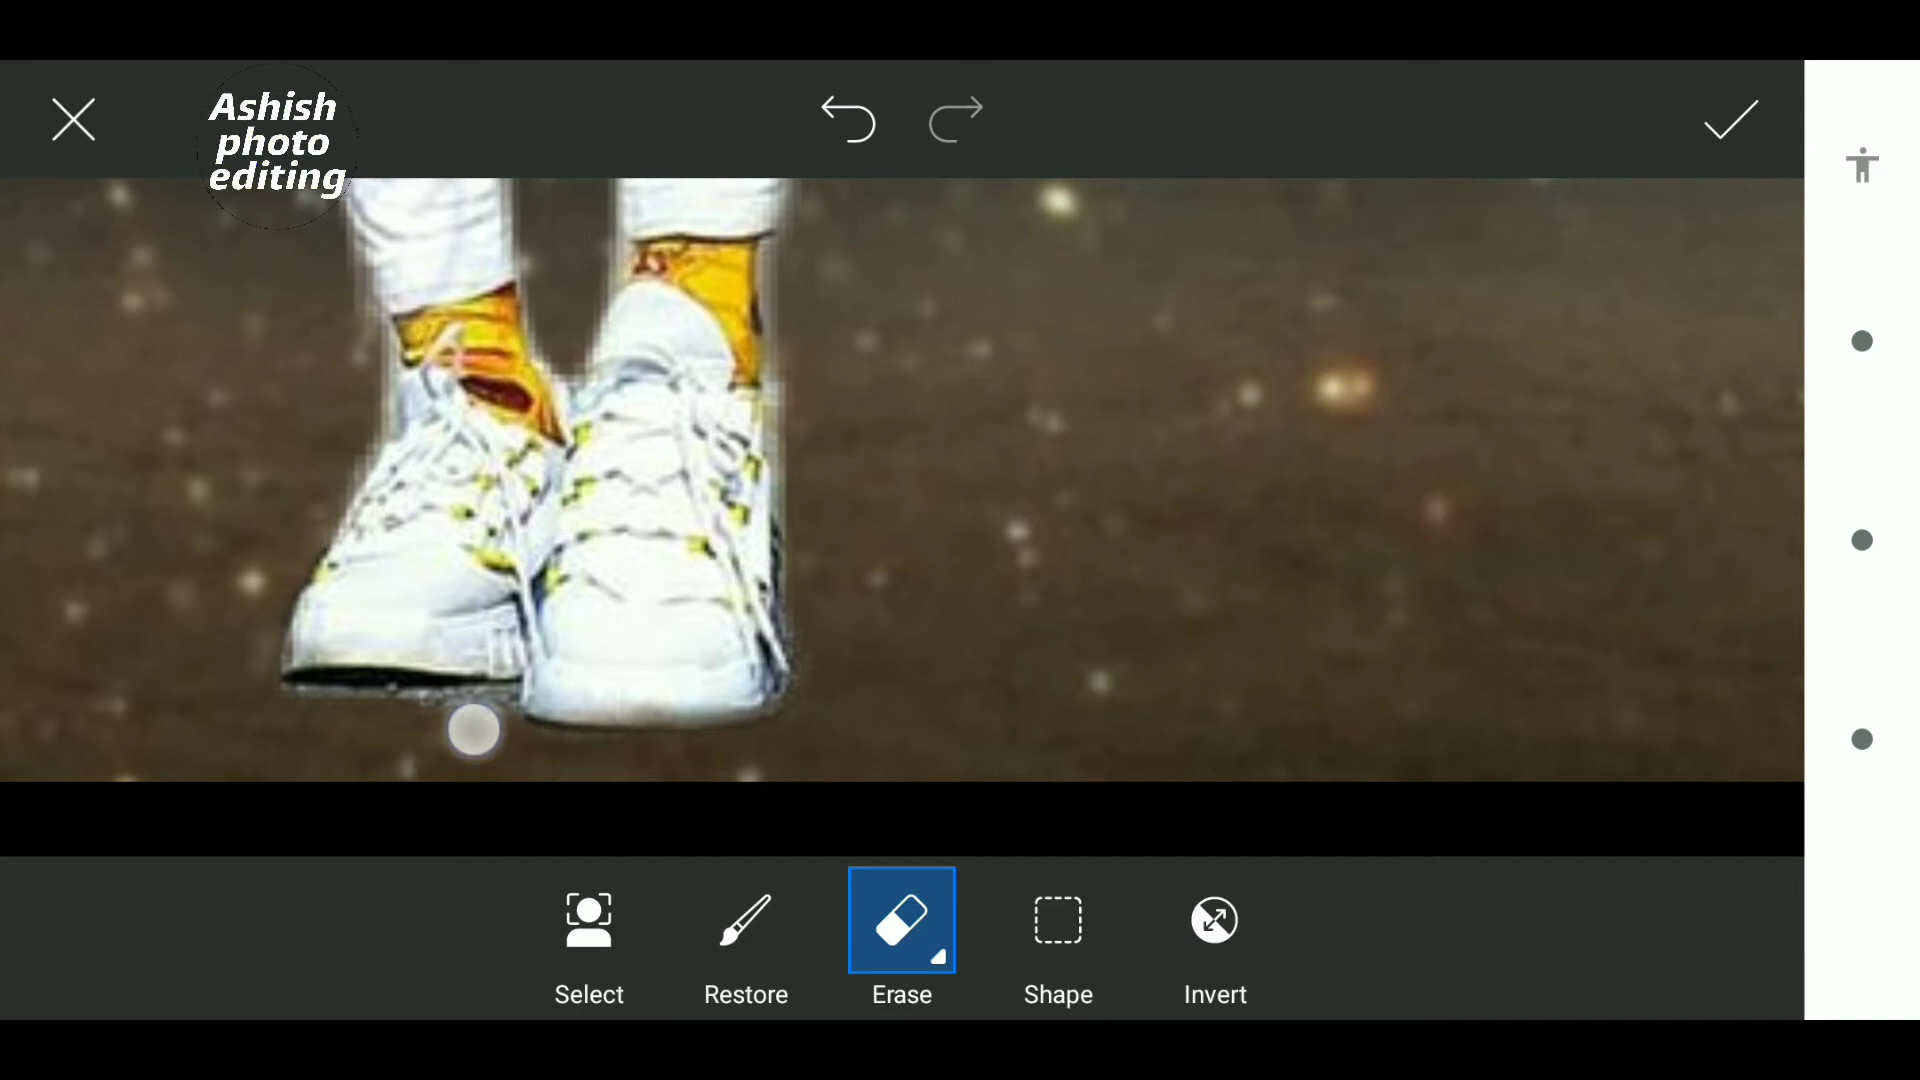 Ashish
photo
editing
Select
Restore
Erase
Shape
Invert